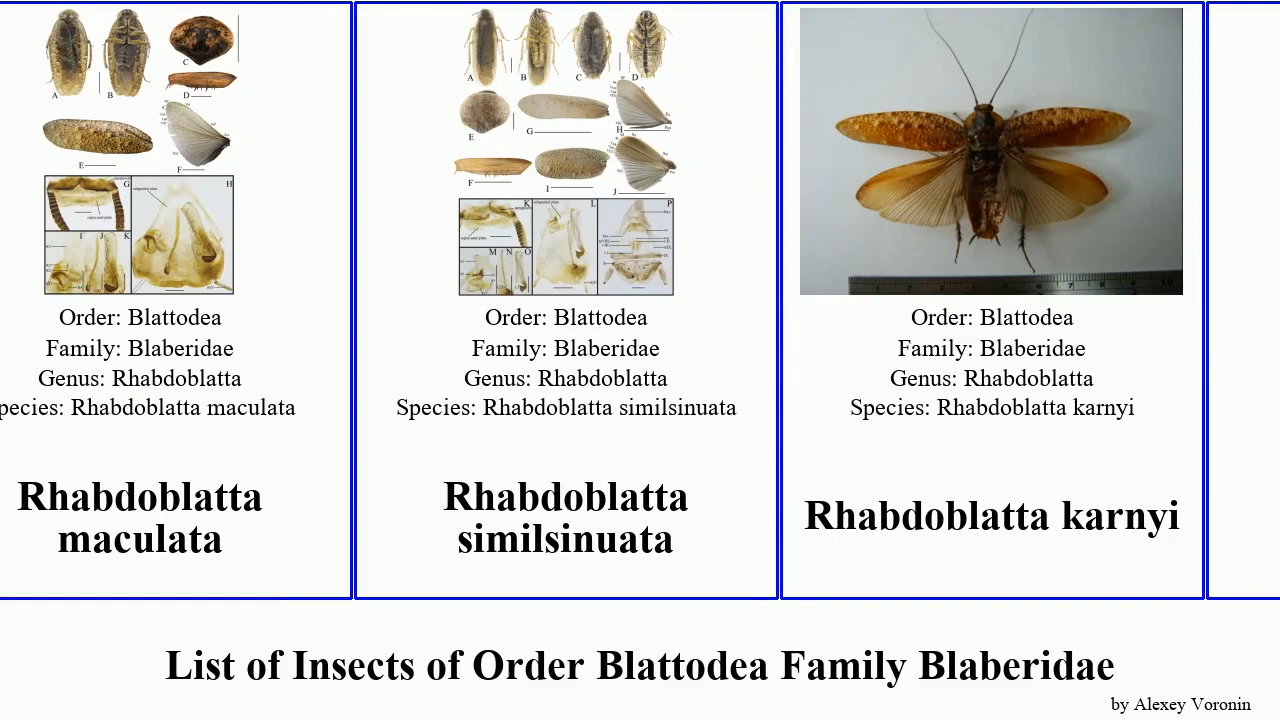 A
B
C
D
E
F
G
H
I
J
K
A
B
C
D
E
G
H
F
I
J
K
L
P
M
N
O
Order: Blattodea
Family: Blaberidae
Genus: Rhabdoblatta
pecies: Rhabdoblatta maculata
Rhabdoblatta
maculata
Order: Blattodea
Family: Blaberidae
Genus: Rhabdoblatta
Species: Rhabdoblatta similsinuata
Rhabdoblatta
similsinuata
Order: Blattodea
Family: Blaberidae
Genus: Rhabdoblatta
Species: Rhabdoblatta karnyi
Rhabdoblatta karnyi
List of Insects of Order Blattodea Family Blaberidae
by Alexey Voronin